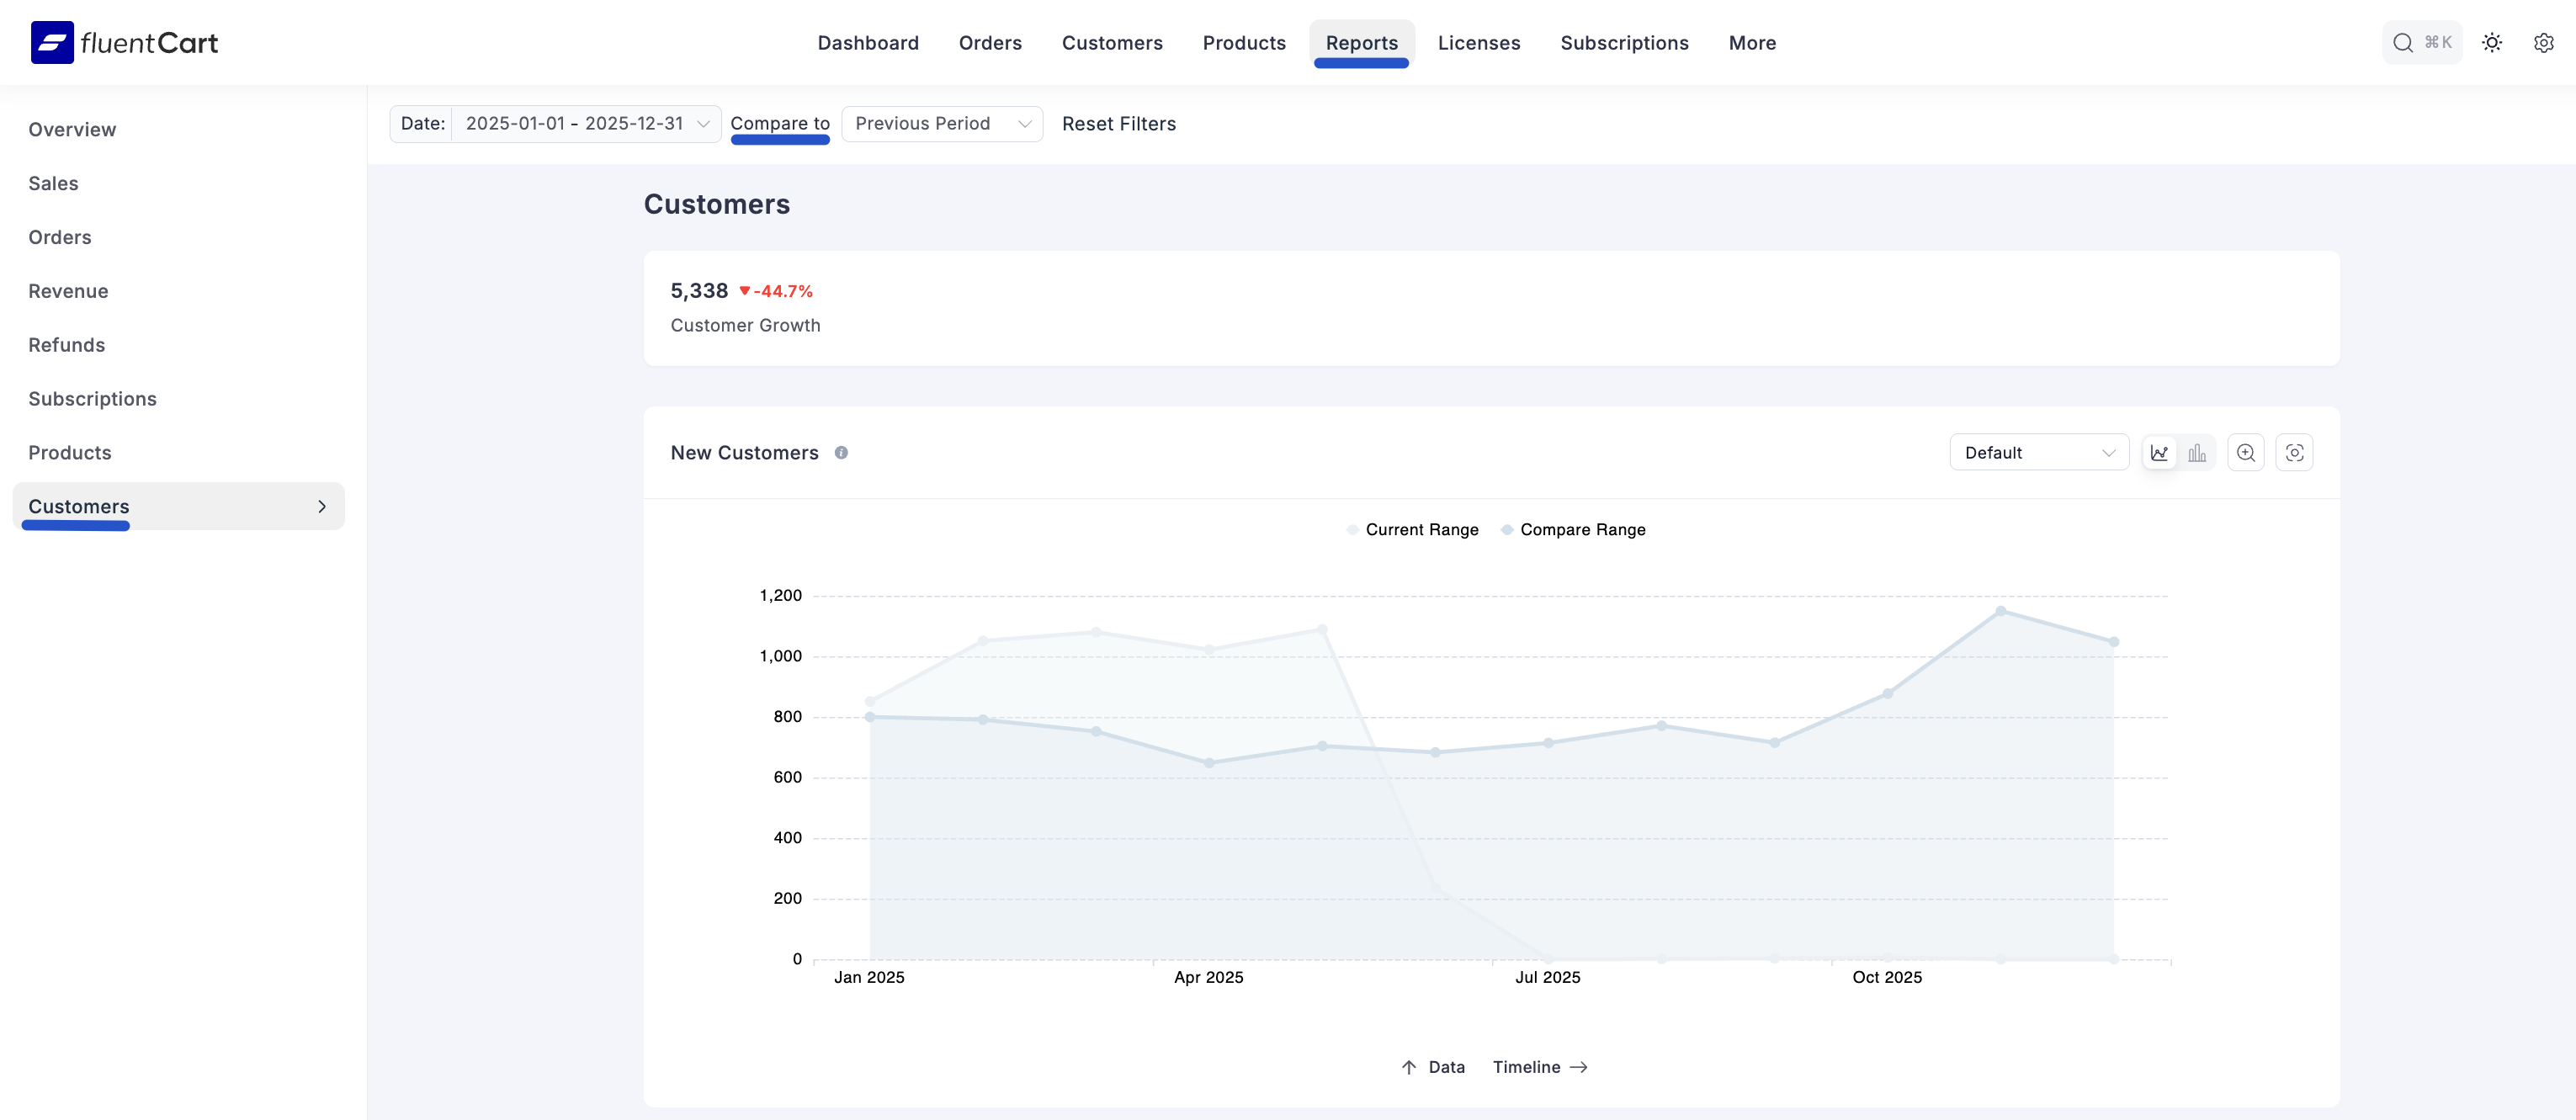 fluentCart
Dashboard Orders Customers Products Reports Licenses Subscriptions More
⌘K
Overview
Sales
Orders
Revenue
Refunds
Subscriptions
Products
Customers
Date: 2025-01-01 - 2025-12-31 Compare to Previous Period Reset Filters
Customers
5,338 -44.7%
Customer Growth
New Customers
Default
Current Range Compare Range
1,200
1,000
800
600
400
200
0
Jan 2025 Apr 2025 Jul 2025 Oct 2025
Data Timeline